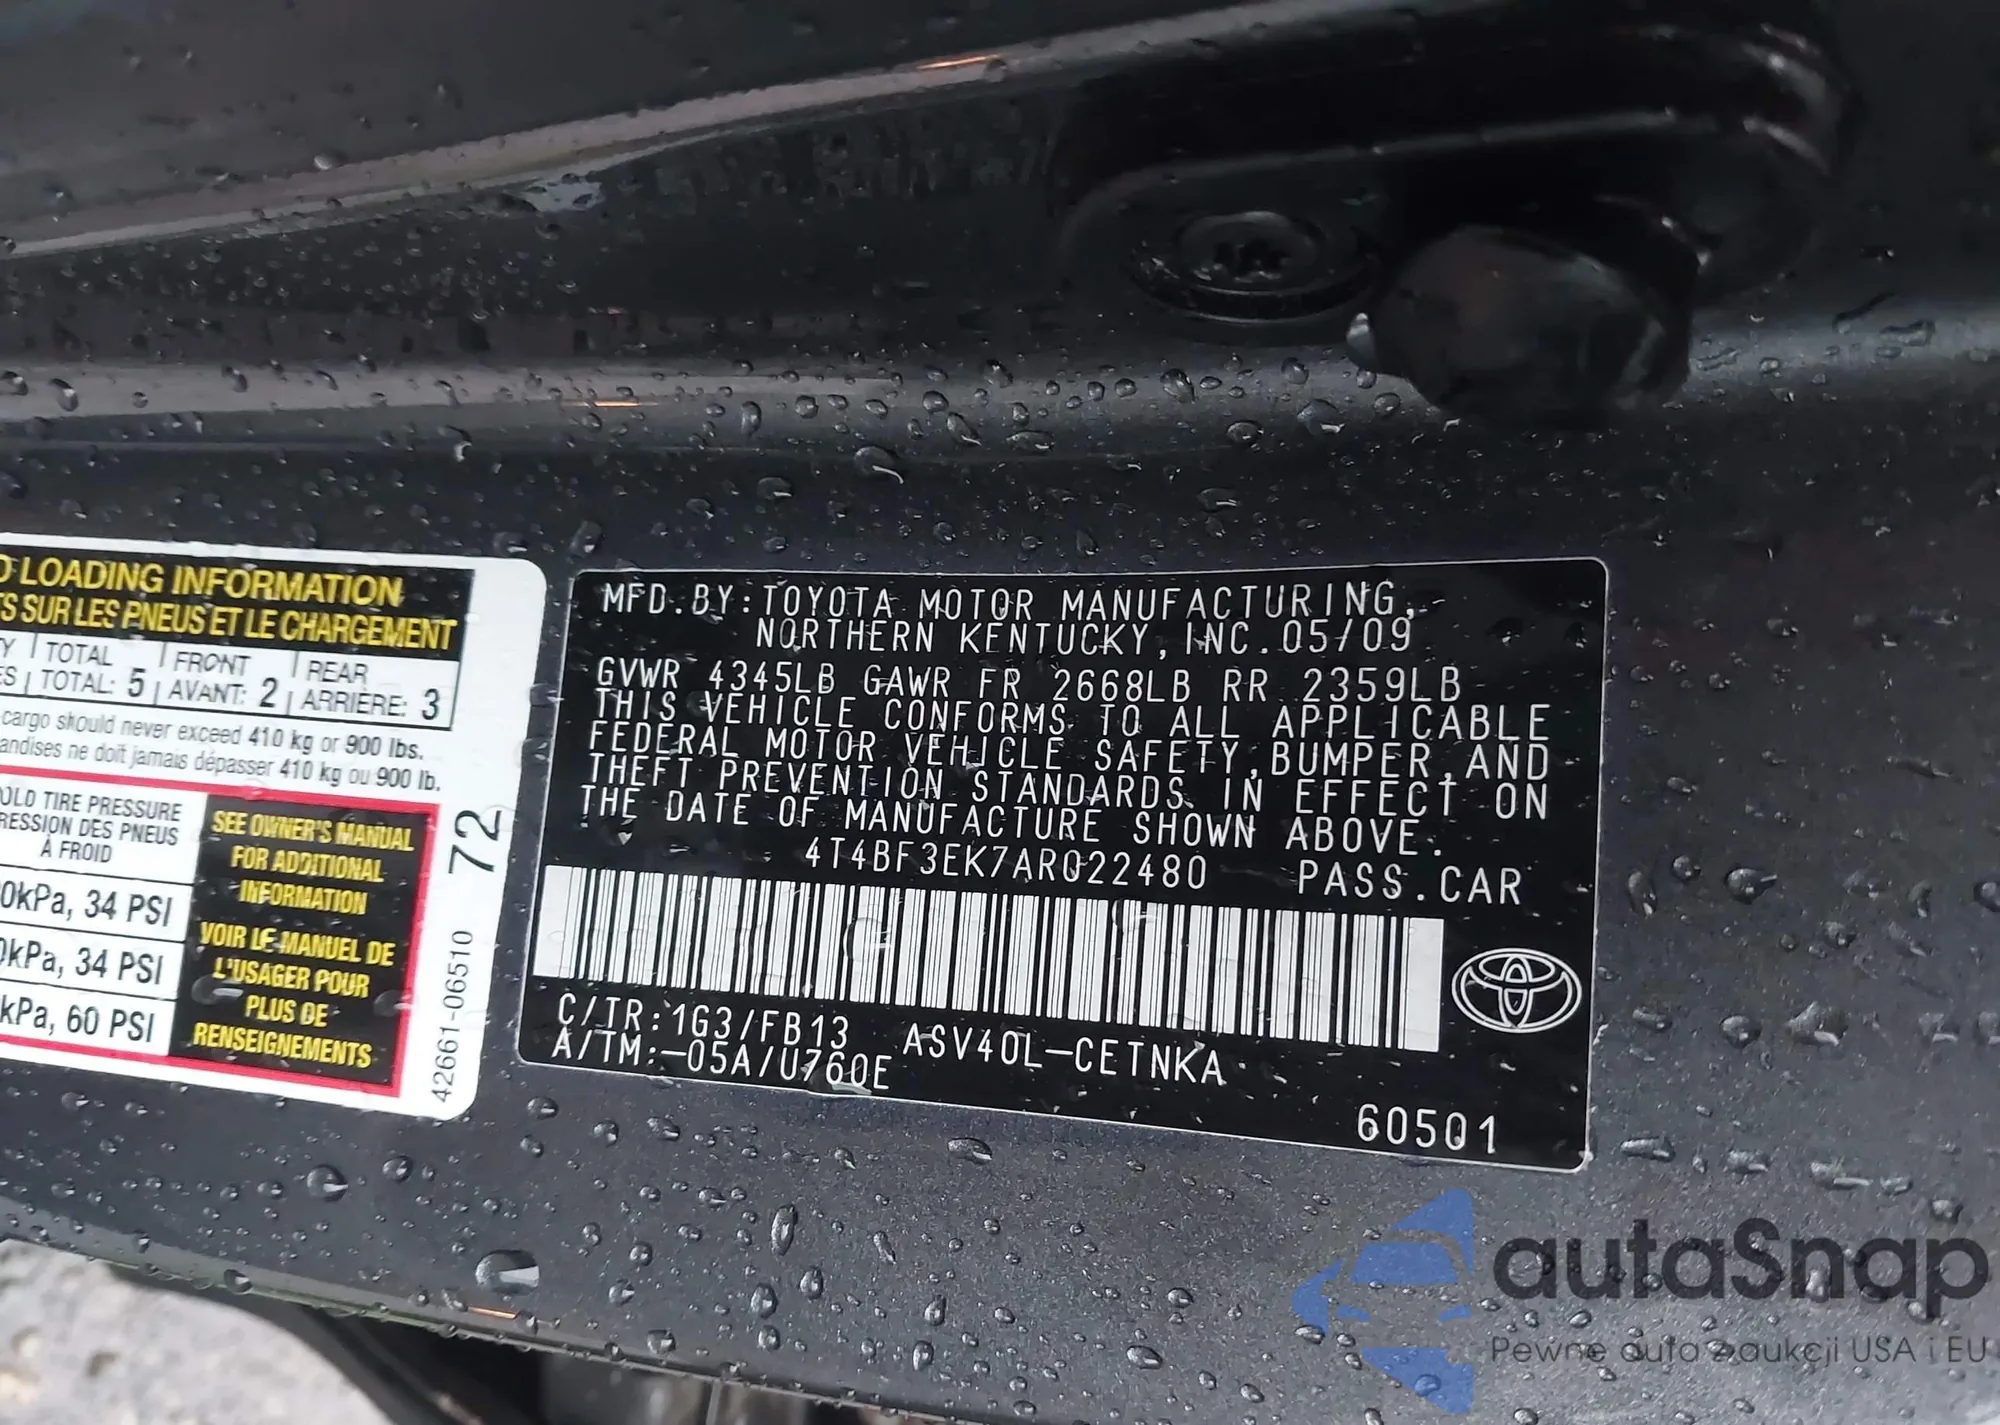 D LOADING INFORMATION
TS SUR LES PNEUS ET LE CHARGEMENT
TOTAL FRONT REAR
TOTAL: 5 AVANT: 2 ARRIÈRE: 3
cargo should never exceed 410 kg or 900 lbs.
andises ne doit jamais dépasser 410 kg ou 900 lb.
OLD TIRE PRESSURE
RESSION DES PNEUS
À FROID
0kPa, 34 PSI
0kPa, 34 PSI
kPa, 60 PSI
SEE OWNER'S MANUAL
FOR ADDITIONAL
INFORMATION
VOIR LE MANUEL DE
L'USAGER POUR
PLUS DE
RENSEIGNEMENTS
42661-06510 72
MFD.BY:TOYOTA MOTOR MANUFACTURING,
NORTHERN KENTUCKY,INC.05/09
GVWR 4345LB GAWR FR 2668LB RR 2359LB
THIS VEHICLE CONFORMS TO ALL APPLICABLE
FEDERAL MOTOR VEHICLE SAFETY,BUMPER,AND
THEFT PREVENTION STANDARDS IN EFFECT ON
THE DATE OF MANUFACTURE SHOWN ABOVE.
4T4BF3EK7AR022480 PASS.CAR
C/TR:1G3/FB13 ASV40L-CETNKA
A/TM:-05A/U760E
60501
autaSnap
Pewne auta z aukcji USA i EU